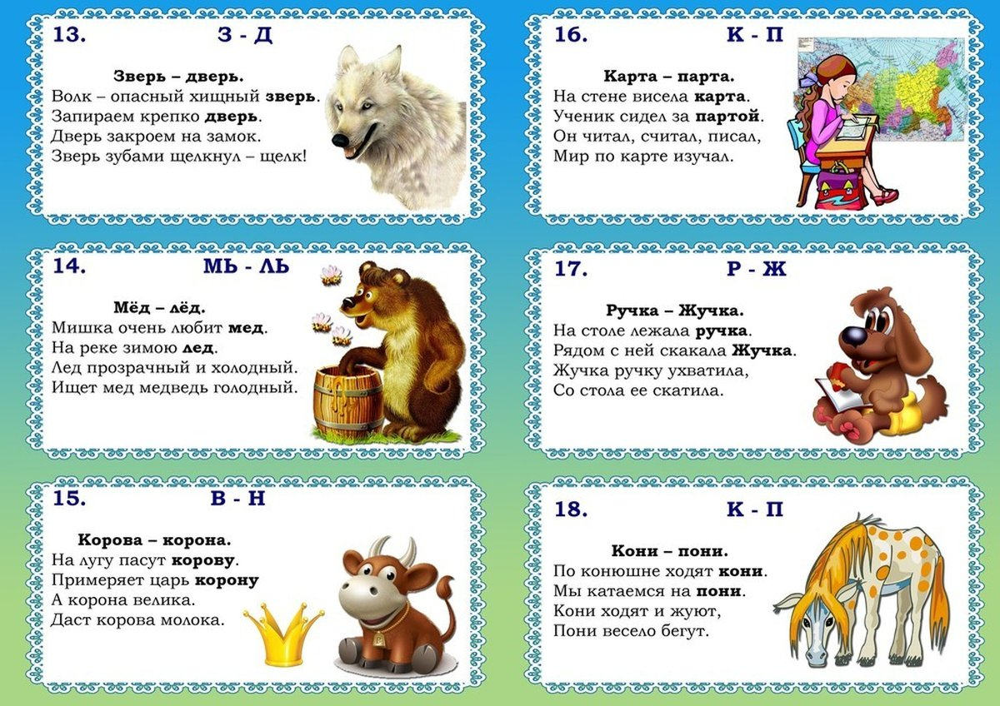 13. З - Д
Зверь – дверь.
Волк – опасный хищный зверь.
Запираем крепко дверь.
Дверь закроем на замок.
Зверь зубами щелкнул – щелк!
14. МЬ - ЛЬ
Мёд – лёд.
Мишка очень любит мед.
На реке зимою лед.
Лед прозрачный и холодный.
Ищет мед медведь голодный.
15. В - Н
Корова – корона.
На лугу пасут корову.
Примеряет царь корону
А корона велика.
Даст корова молока.
16. К - П
Карта – парта.
На стене висела карта.
Ученик сидел за партой.
Он читал, считал, писал,
Мир по карте изучал.
17. Р - Ж
Ручка – Жучка.
На столе лежала ручка.
Рядом с ней скакала Жучка.
Жучка ручку ухватила,
Со стола ее скатила.
18. К - П
Кони – пони.
По конюшне ходят кони.
Мы катаемся на пони.
Кони ходят и жуют,
Пони весело бегут.